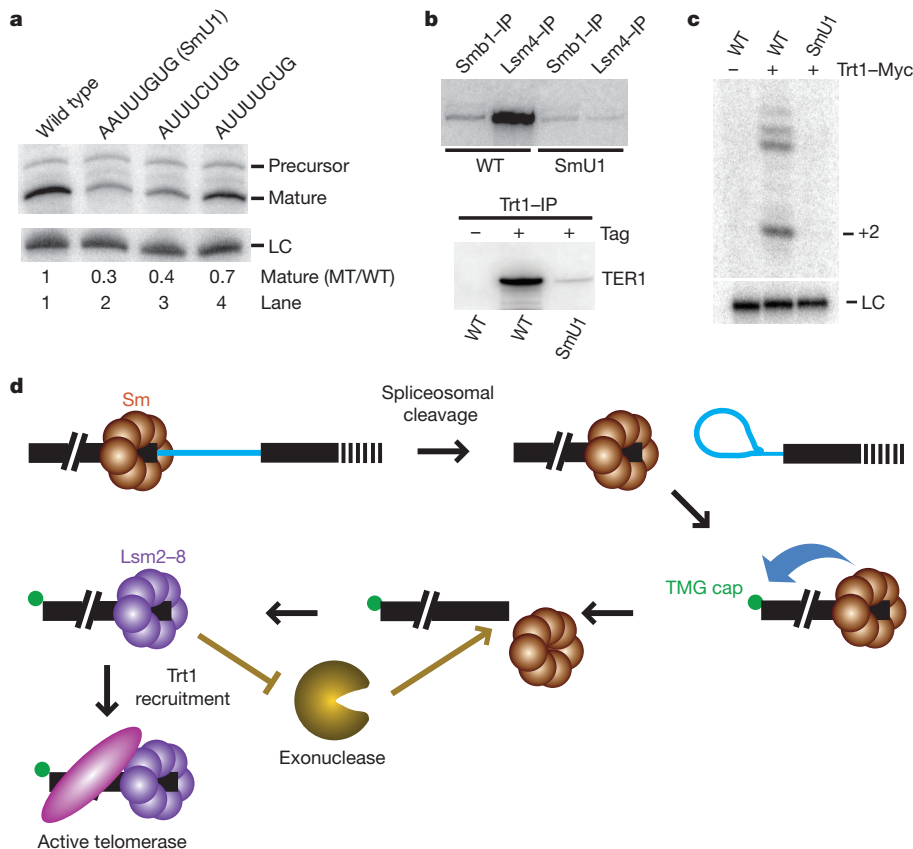 a
Wild type
AAUUUGUG (SmU1)
AUUUCUUG
AUUUUCUG
Precursor
Mature
LC
1 0.3 0.4 0.7 Mature (MT/WT)
1 2 3 4 Lane
b
Smb1–IP
Lsm4–IP
Smb1–IP
Lsm4–IP
WT SmU1
Trt1–IP
– + + Tag
TER1
WT
WT
SmU1
c
WT
WT
SmU1
– + + Trt1–Myc
+2
LC
d
Sm
Spliceosomal
cleavage
Lsm2–8
TMG cap
Trt1
recruitment
Exonuclease
Active telomerase